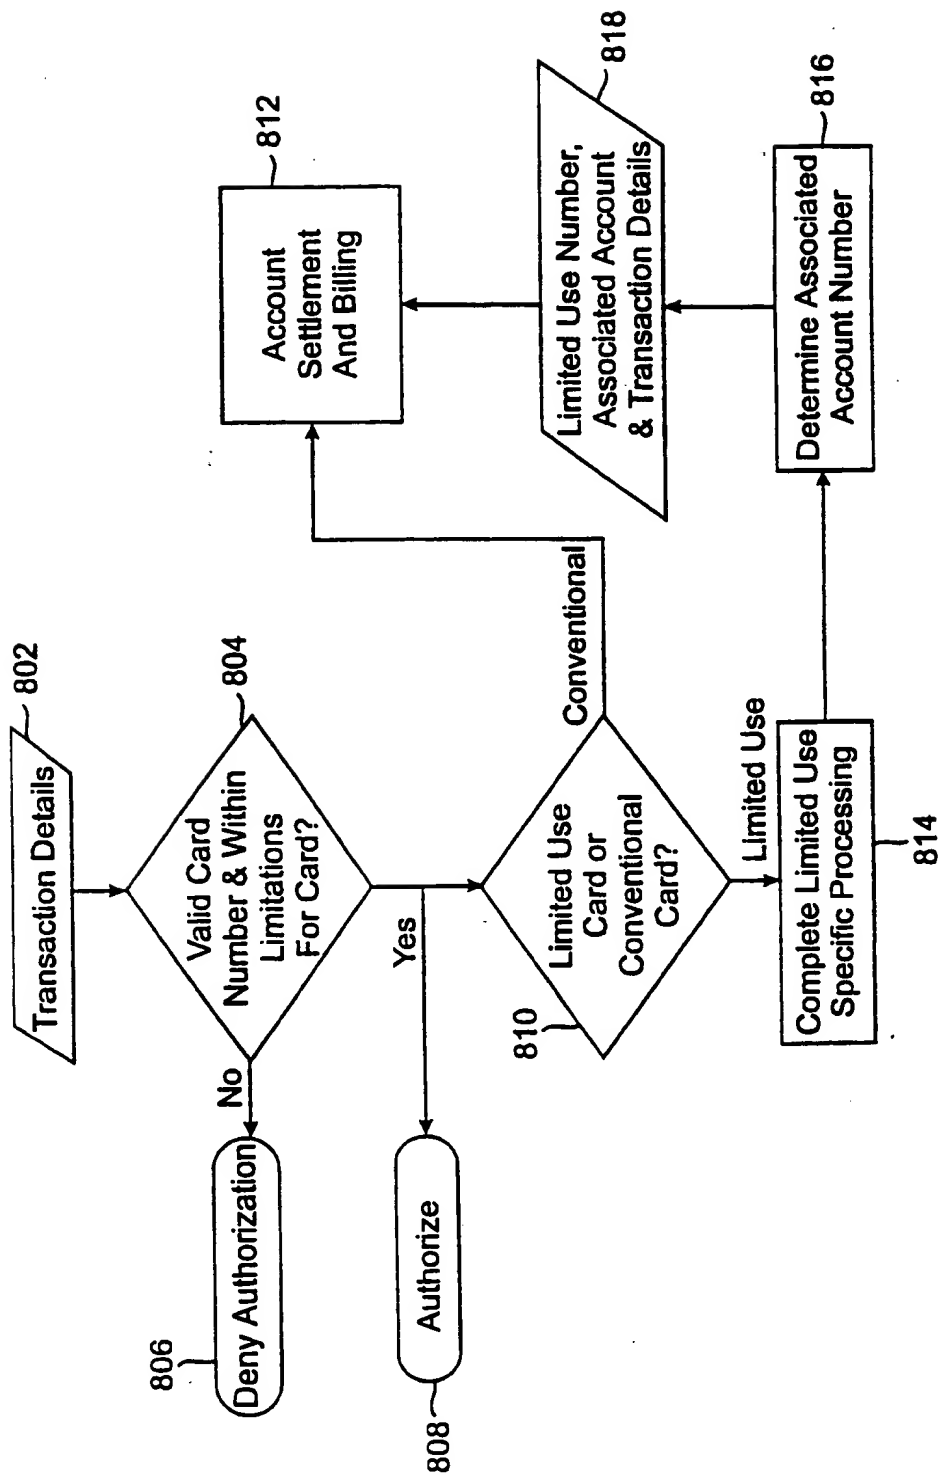 802
Transaction Details
804
Valid Card
Number & Within
Limitations
For Card?
No
806
Deny Authorization
Yes
808
Authorize
810
Limited Use
Card or
Conventional
Card?
Conventional
812
Account
Settlement
And Billing
Limited Use
814
Complete Limited Use
Specific Processing
816
Determine Associated
Account Number
818
Limited Use Number,
Associated Account
& Transaction Details